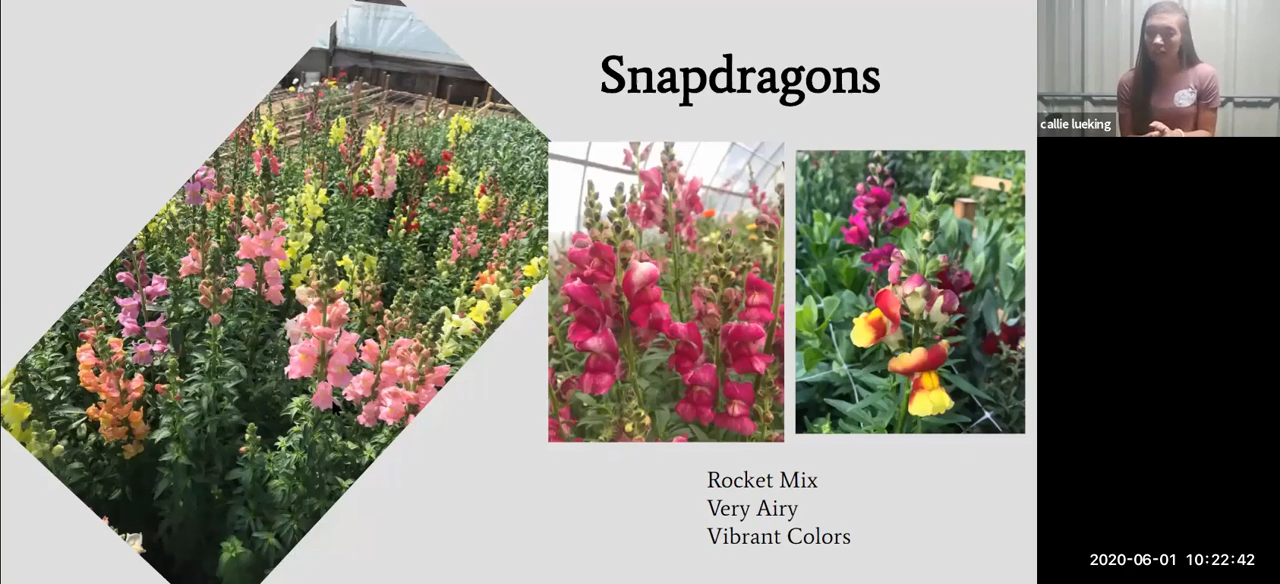 Snapdragons
callie lueking
Rocket Mix
Very Airy
Vibrant Colors
2020-06-01 10:22:42